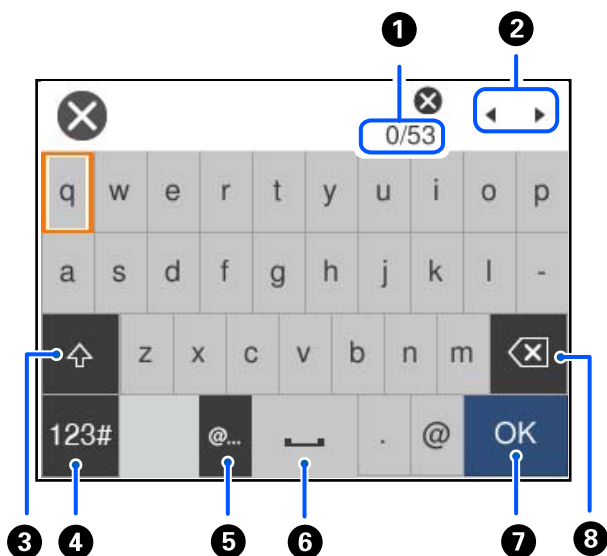 1 2
0/53
q w e r t y u i o p
a s d f g h j k l -
z x c v b n m
123# @... . @ OK
3 4 5 6 7 8